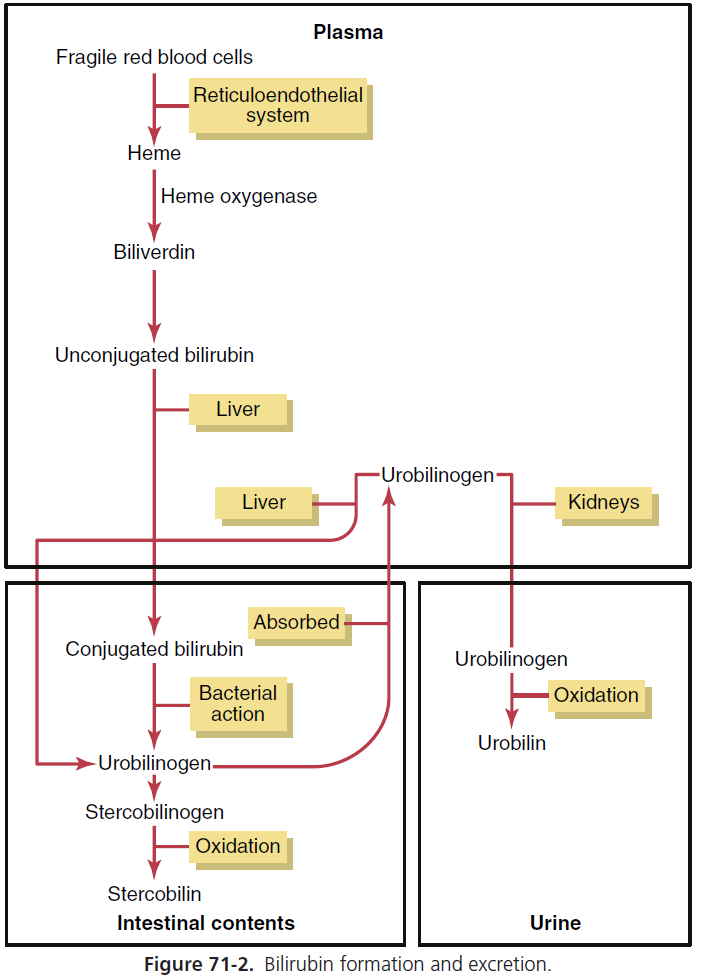 Plasma
Fragile red blood cells
Reticuloendothelial
system
Heme
Heme oxygenase
Biliverdin
Unconjugated bilirubin
Liver
Urobilinogen
Liver
Kidneys
Absorbed
Conjugated bilirubin
Bacterial
action
Urobilinogen
Stercobilinogen
Oxidation
Stercobilin
Intestinal contents
Urobilinogen
Oxidation
Urobilin
Urine
Figure 71-2. Bilirubin formation and excretion.